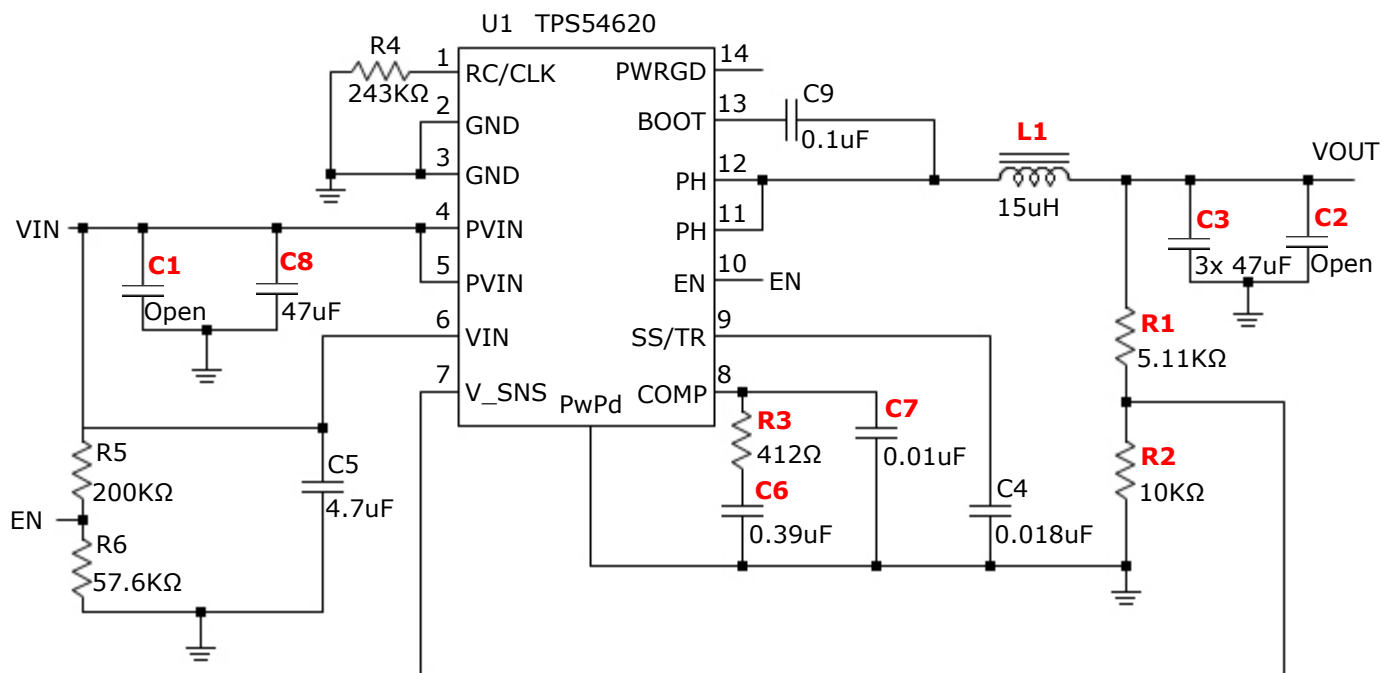 U1 TPS54620
R4
243KΩ
1
RC/CLK
2
GND
3
GND
4
PVIN
5
PVIN
6
VIN
7
V_SNS
PwPd
14
PWRGD
13
BOOT
12
PH
11
PH
10
EN
EN
9
SS/TR
8
COMP
C9
0.1uF
L1
15uH
VOUT
C3
3x 47uF
C2
Open
R1
5.11KΩ
R2
10KΩ
VIN
C1
Open
C8
47uF
R5
200KΩ
EN
R6
57.6KΩ
C5
4.7uF
R3
412Ω
C6
0.39uF
C7
0.01uF
C4
0.018uF